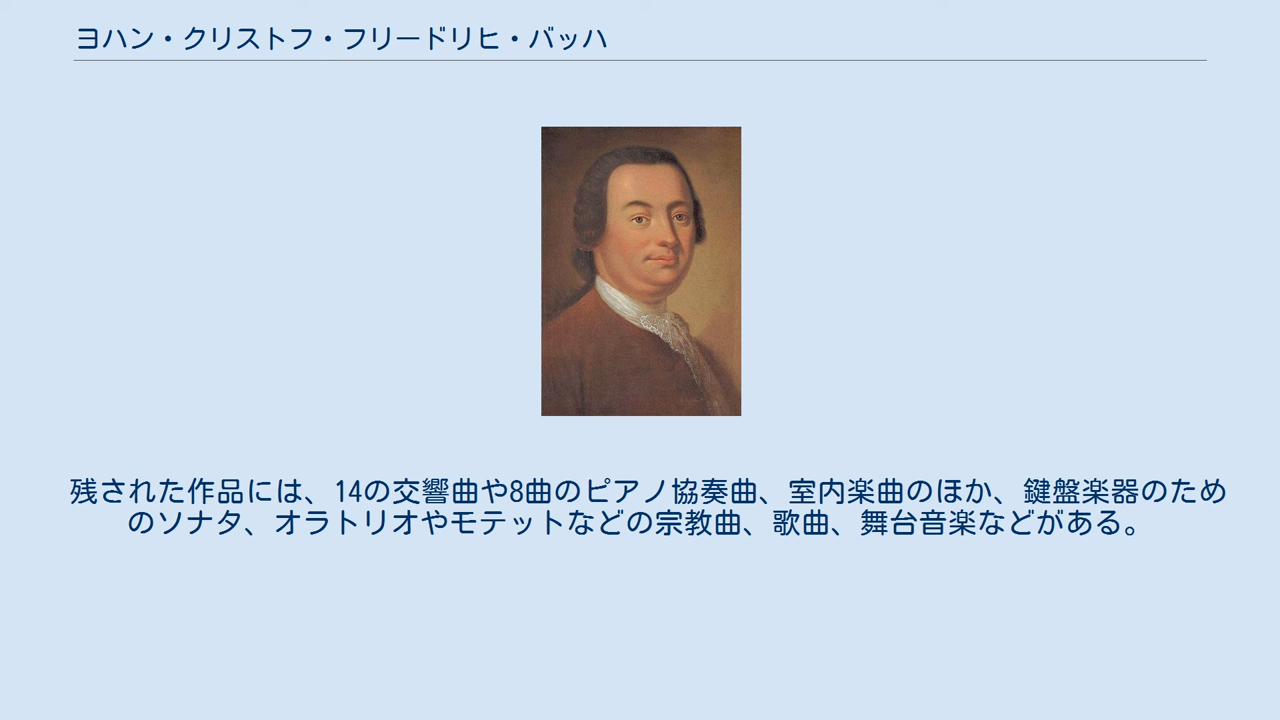 ヨハン・クリストフ・フリードリヒ・バッハ
残された作品には、14の交響曲や8曲のピアノ協奏曲、室内楽曲のほか、鍵盤楽器のため
のソナタ、オラトリオやモテットなどの宗教曲、歌曲、舞台音楽などがある。